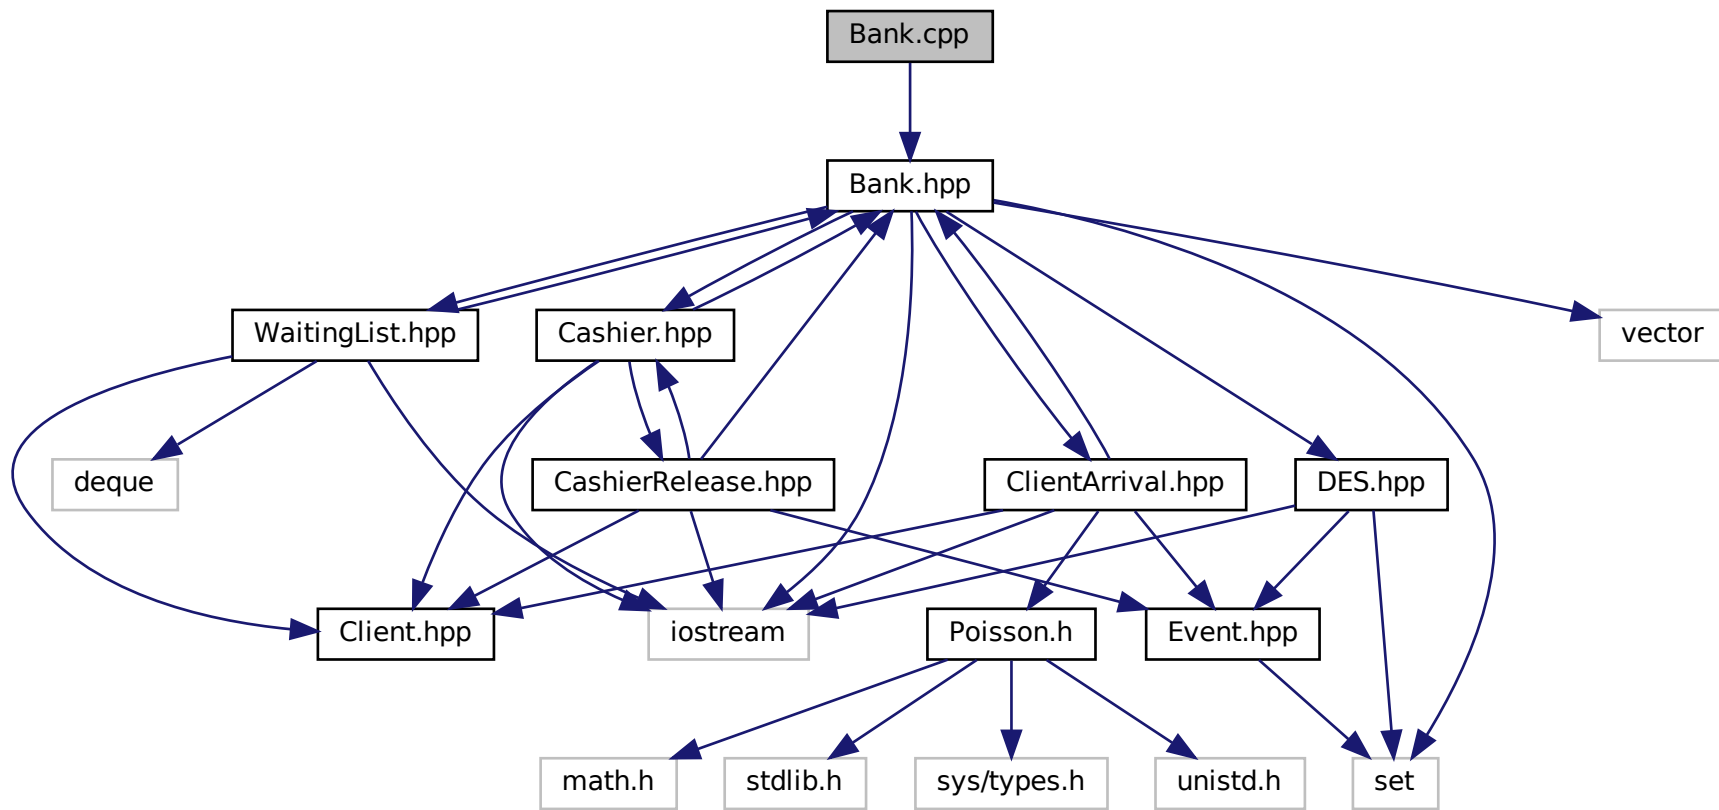 Bank.cpp
Bank.hpp
WaitingList.hpp
Cashier.hpp
vector
deque
CashierRelease.hpp
ClientArrival.hpp
DES.hpp
Client.hpp
iostream
Poisson.h
Event.hpp
math.h
stdlib.h
sys/types.h
unistd.h
set